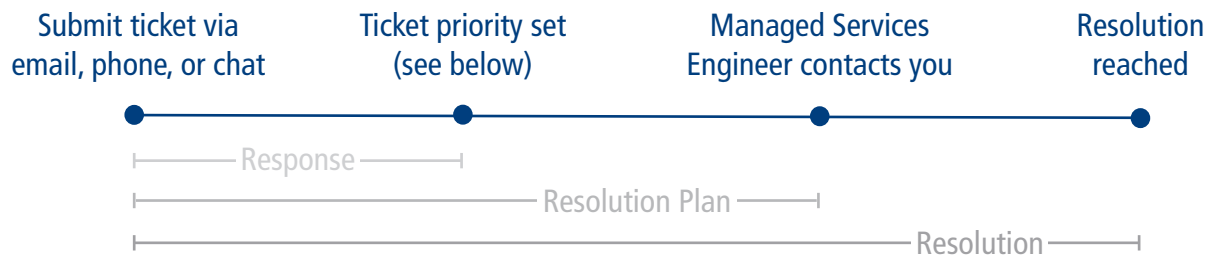 Submit ticket via
email, phone, or chat
Ticket priority set
(see below)
Managed Services
Engineer contacts you
Resolution
reached
Response
Resolution Plan
Resolution